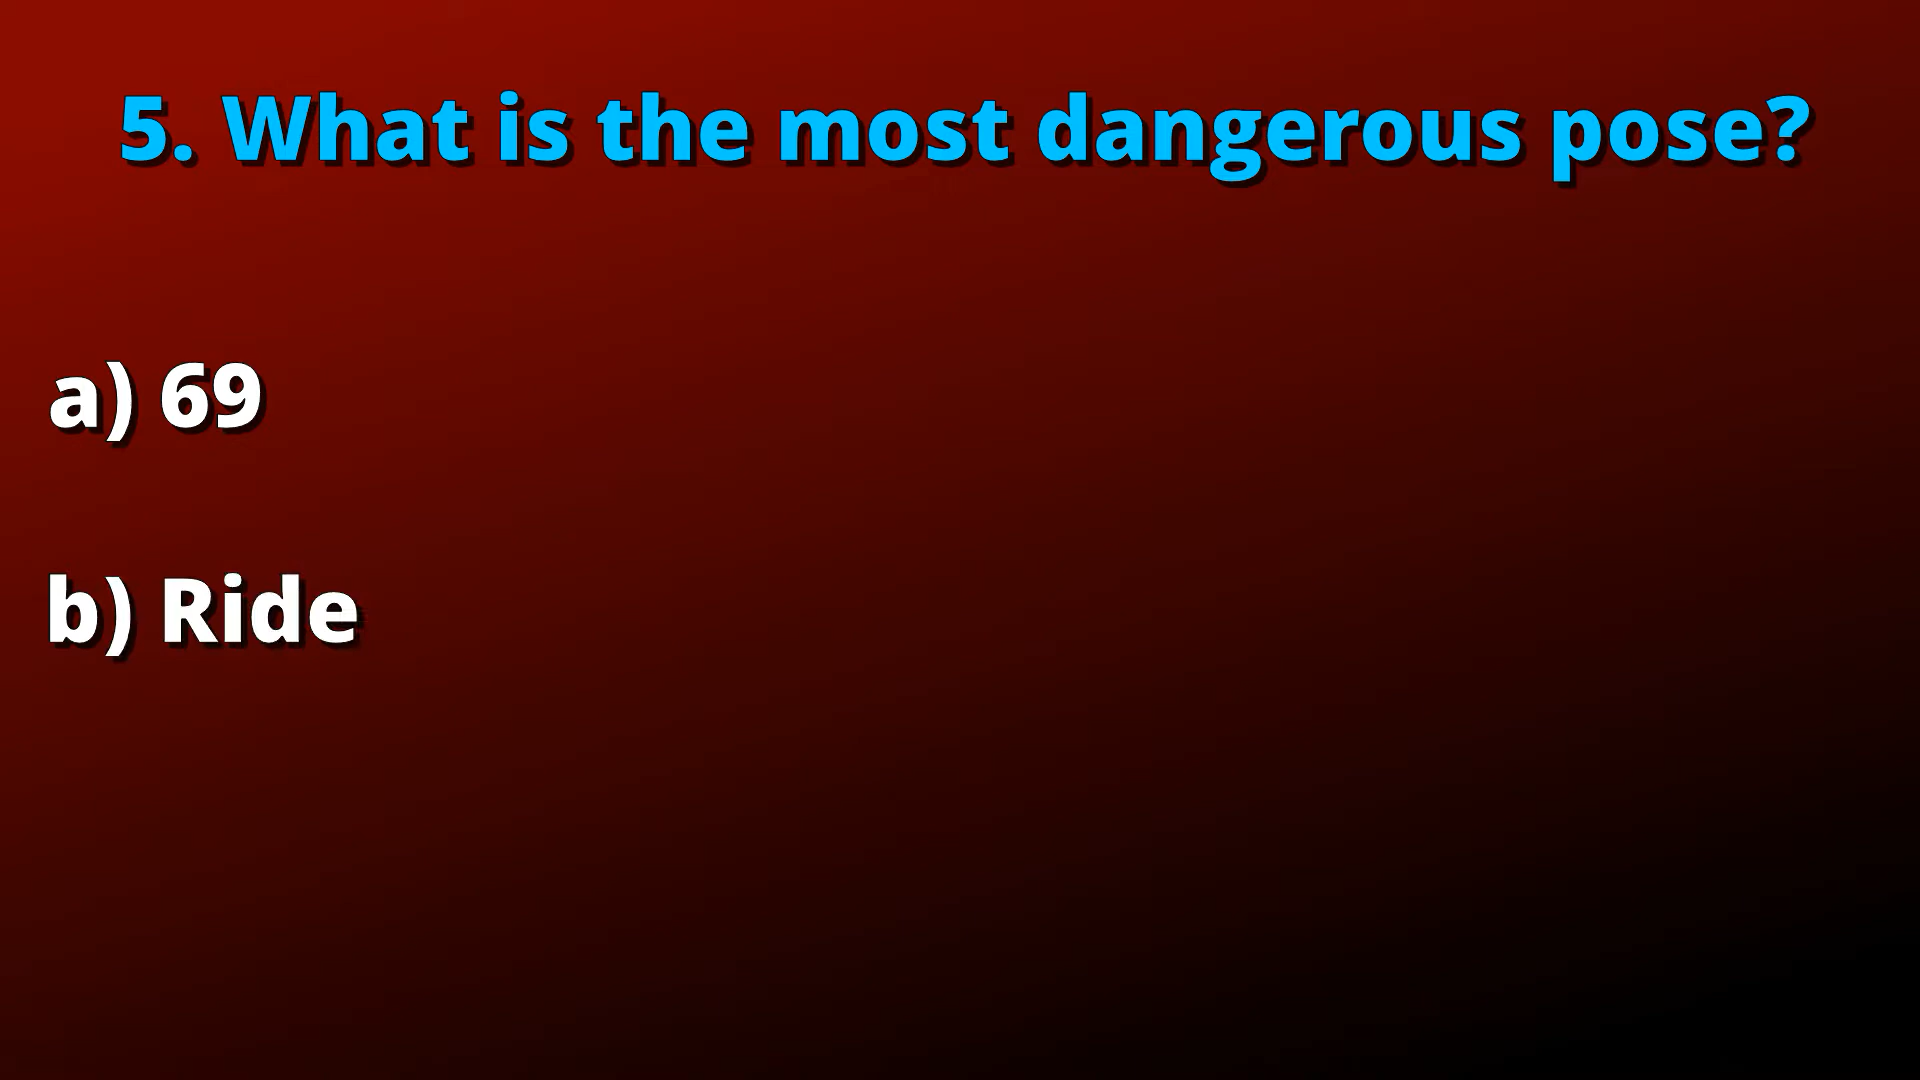 5. What is the most dangerous pose?
a) 69
b) Ride